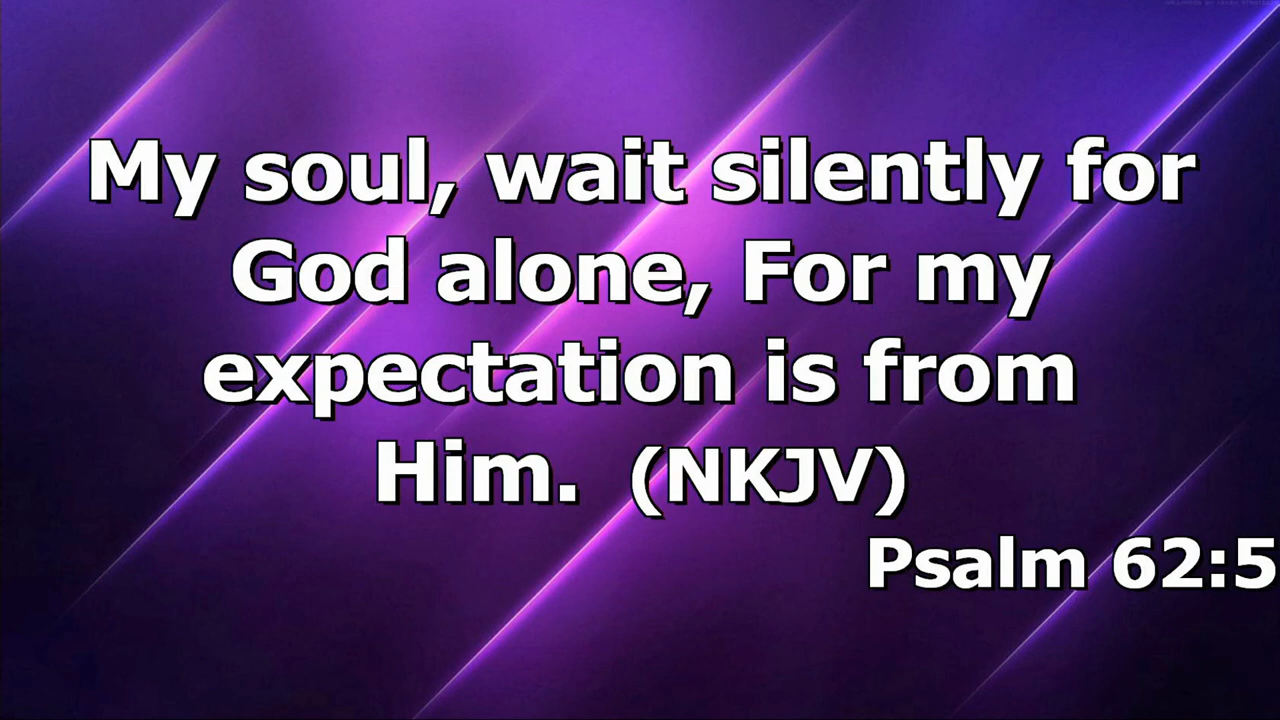 My soul, wait silently for
God alone, For my
expectation is from
Him. (NKJV)
Psalm 62:5